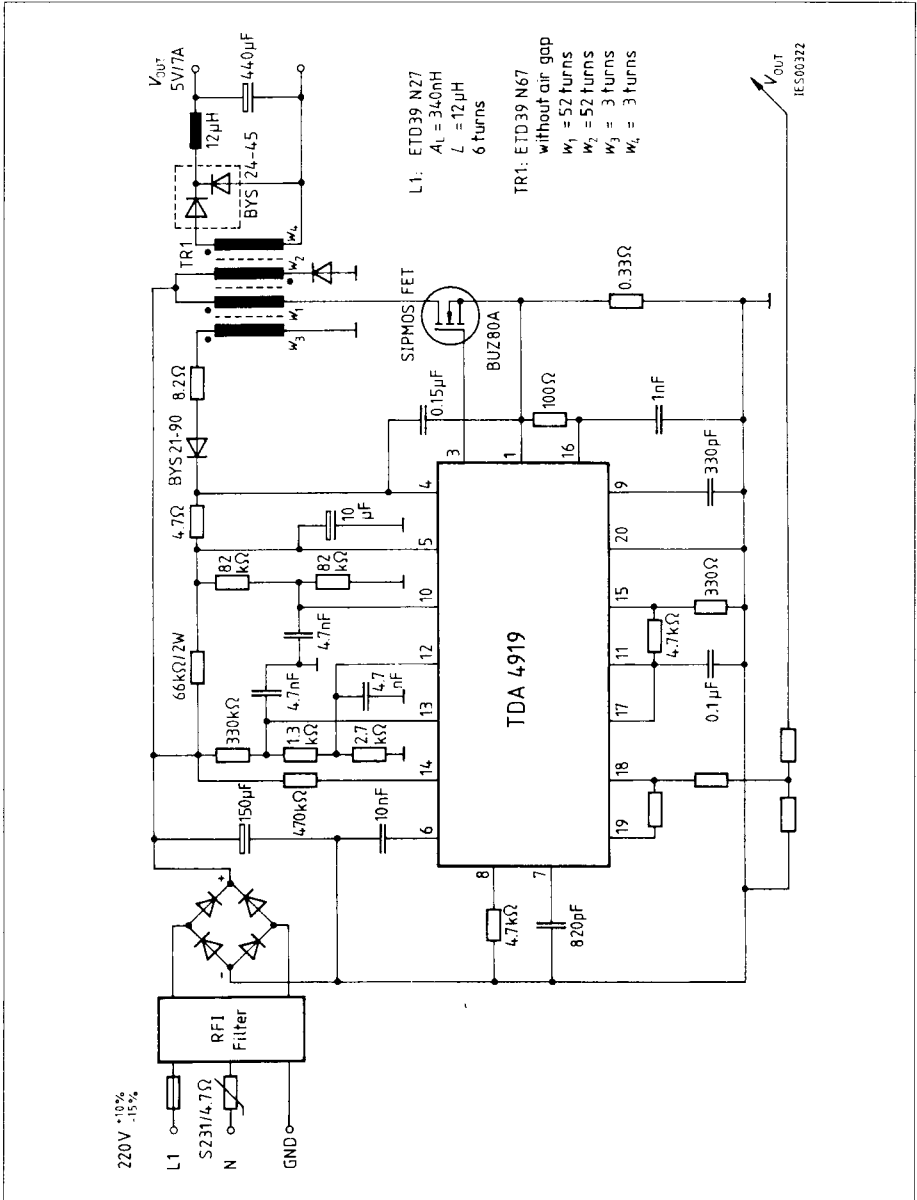 220V +10% -15%
L1
S231/4.7Ω
N
GND
RFI
Filter
+
-
150μF
10nF
470kΩ
330kΩ
1.3
kΩ
2.7
kΩ
4.7nF
4.7
nF
4.7nF
66kΩ/2W
82
kΩ
82
kΩ
10
μF
4.7Ω
BYS 21-90
8.2Ω
TR1
w3
w1
w2
w4
BYS 24-45
12μH
440μF
VOUT
5V/7A
SIPMOS FET
BUZ80A
0.15μF
100Ω
1nF
0.33Ω
TDA 4919
6
14
13
12
10
5
4
3
1
16
8
7
19
18
17
11
15
20
9
4.7kΩ
820pF
0.1μF
4.7kΩ
330Ω
330pF
L1: ETD39 N27
AL = 340nH
L = 12μH
6 turns
TR1: ETD39 N67
without air gap
w1 = 52 turns
w2 = 52 turns
w3 = 3 turns
w4 = 3 turns
VOUT
IES00322